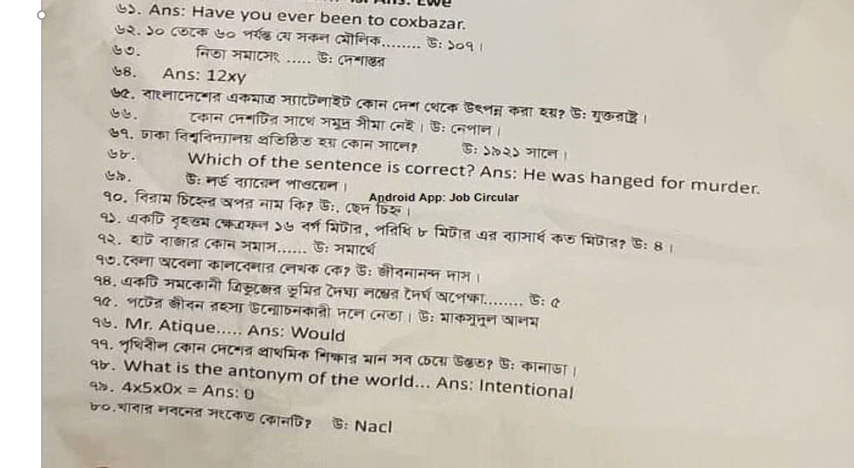 Ans: Ewe
৬১. Ans: Have you ever been to coxbazar.
৬২. ১০ তেকে ৬০ পর্যন্ত যে সকল মৌলিক........ উ: ১০৭।
৬৩. নিতা সমাসেং ..... উ: দেশান্তর
৬৪. Ans: 12xy
৬৫. বাংলাদেশের একমাত্র স্যাটেলাইট কোন দেশ থেকে উৎপন্ন করা হয়? উ: যুক্তরাষ্ট্রে।
৬৬. কোন দেশটির সাথে সমুদ্র সীমা নেই। উ: নেপাল।
৬৭. ঢাকা বিশ্ববিদ্যালয় প্রতিষ্ঠিত হয় কোন সালে? উ: ১৯২১ সালে।
৬৮. Which of the sentence is correct? Ans: He was hanged for murder.
৬৯. উ: লর্ড ব্যারেল পাওয়েল।
Android App: Job Circular
৭০. বিরাম চিহ্নের অপর নাম কি? উ:. ছেদ চিহ্ন।
৭১. একটি বৃহত্তম ক্ষেত্রফল ১৬ বর্গ মিটার, পরিধি ৮ মিটার এর ব্যাসার্ধ কত মিটার? উ: ৪।
৭২. হাট বাজার কোন সমাস...... উ: সমার্থে
৭৩.বেলা অবেলা কালবেলার লেখক কে? উ: জীবনানন্দ দাস।
৭৪. একটি সমকোনী ত্রিভুজের ভূমির দৈঘ্য লম্বের দৈর্ঘ অপেক্ষা........ উ: ৫
৭৫. পটের জীবন রহস্য উন্মোচনকারী দলে নেতা। উ: মাকসুদুল আলম
৭৬. Mr. Atique..... Ans: Would
৭৭. পৃথিবীল কোন দেশের প্রাথমিক শিক্ষার মান সব চেয়ে উন্নত? উ: কানাডা।
৭৮. What is the antonym of the world... Ans: Intentional
৭৯. 4x5x0x = Ans: 0
৮০.খাবার লবনের সংকেত কোনটি? উ: Nacl